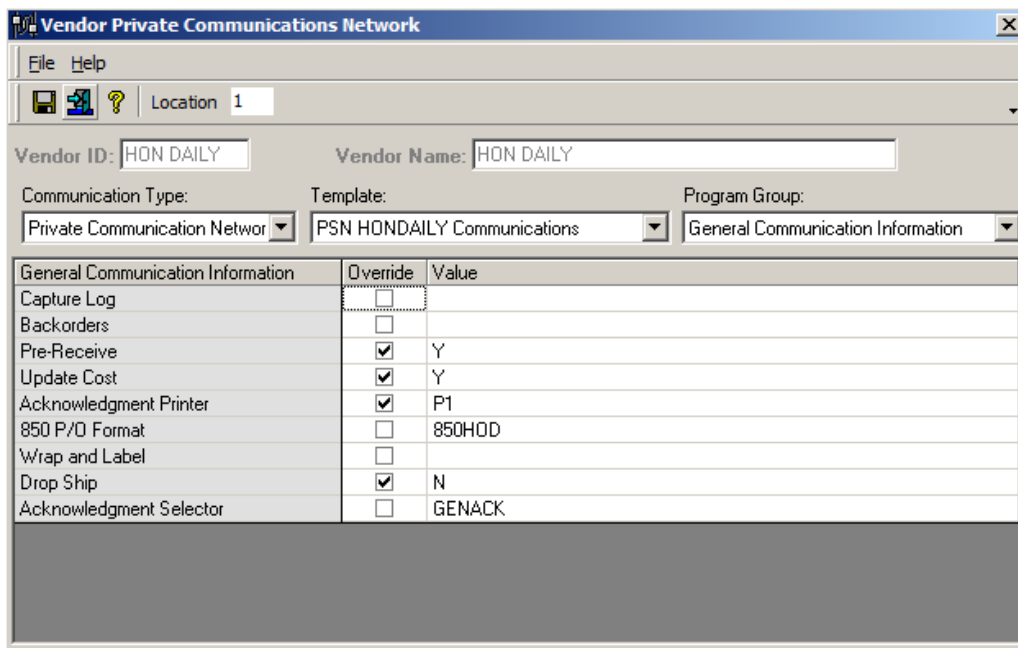 Vendor Private Communications Network
File Help
Location 1
Vendor ID: HON DAILY Vendor Name: HON DAILY
Communication Type: Template: Program Group:
Private Communication Networ PSN HONDAILY Communications General Communication Information
General Communication Information Override Value
Capture Log
Backorders
Pre-Receive Y
Update Cost Y
Acknowledgment Printer P1
850 P/O Format 850HOD
Wrap and Label
Drop Ship N
Acknowledgment Selector GENACK